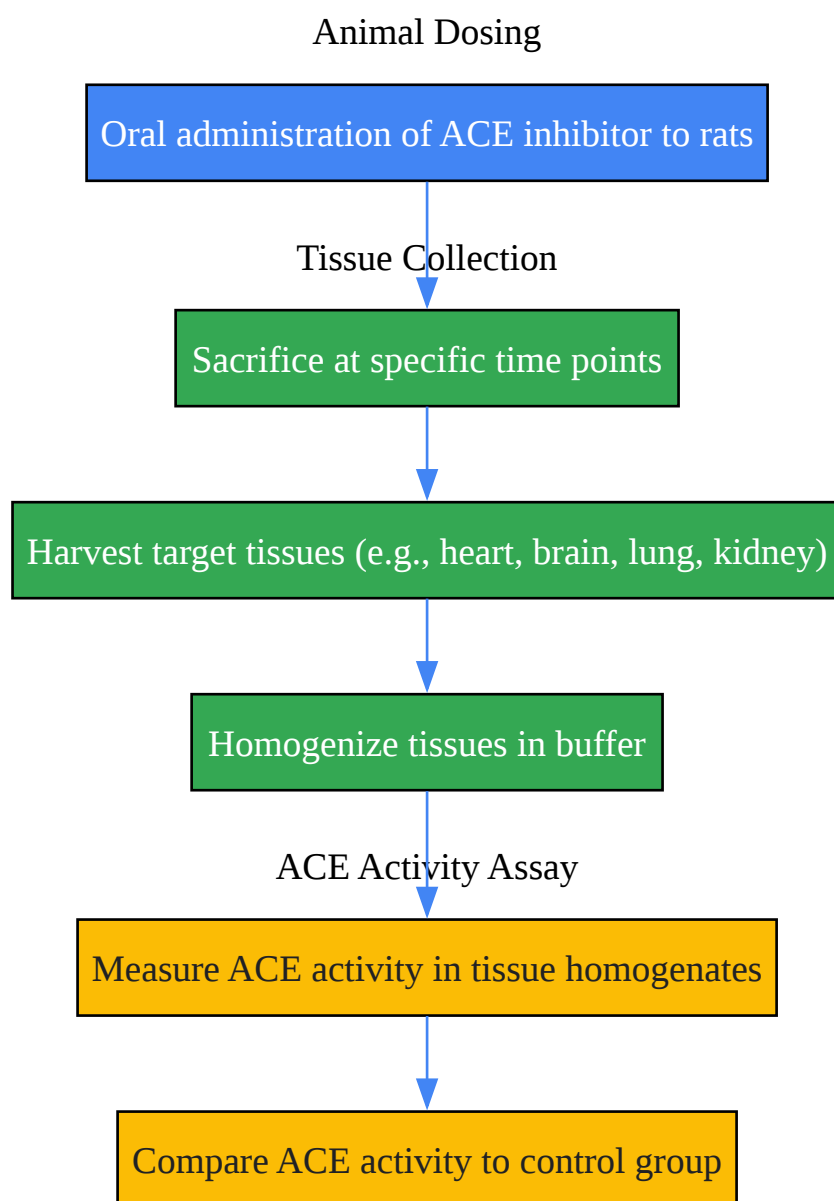 Animal Dosing
Oral administration of ACE inhibitor to rats
Tissue Collection
Sacrifice at specific time points
Harvest target tissues (e.g., heart, brain, lung, kidney)
Homogenize tissues in buffer
ACE Activity Assay
Measure ACE activity in tissue homogenates
Compare ACE activity to control group